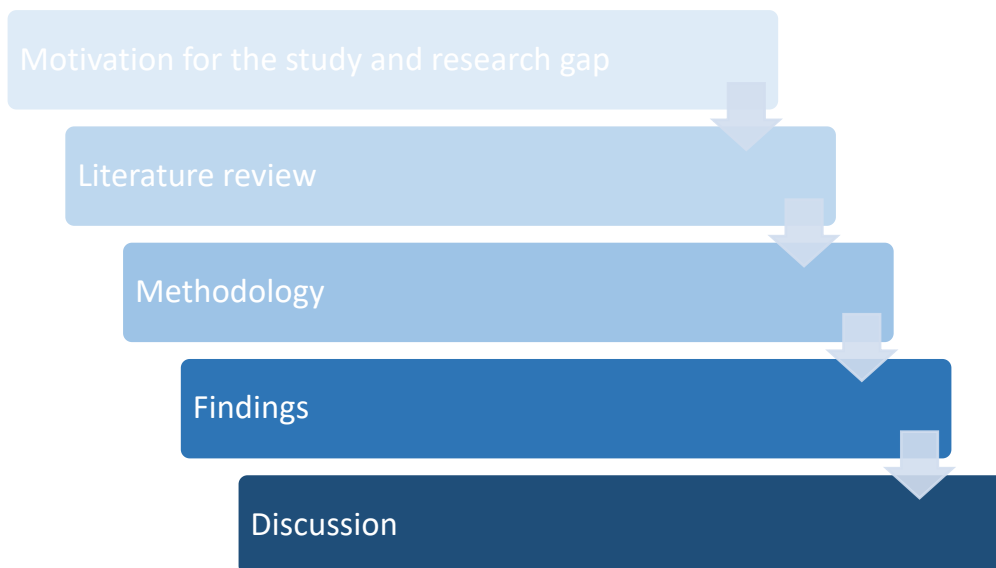 Motivation for the study and research gap
Literature review
Methodology
Findings
Discussion